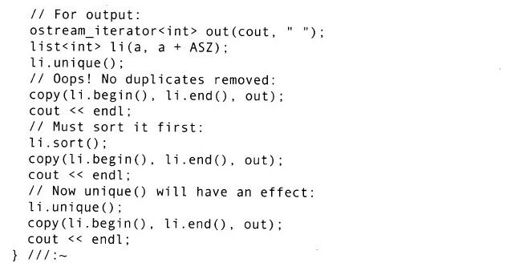 // For output:
ostream_iterator<int> out(cout, " ");
list<int> li(a, a + ASZ);
li.unique();
// Oops! No duplicates removed:
copy(li.begin(), li.end(), out);
cout << endl;
// Must sort it first:
li.sort();
copy(li.begin(), li.end(), out);
cout << endl;
// Now unique() will have an effect:
li.unique();
copy(li.begin(), li.end(), out);
cout << endl;
} ///:~